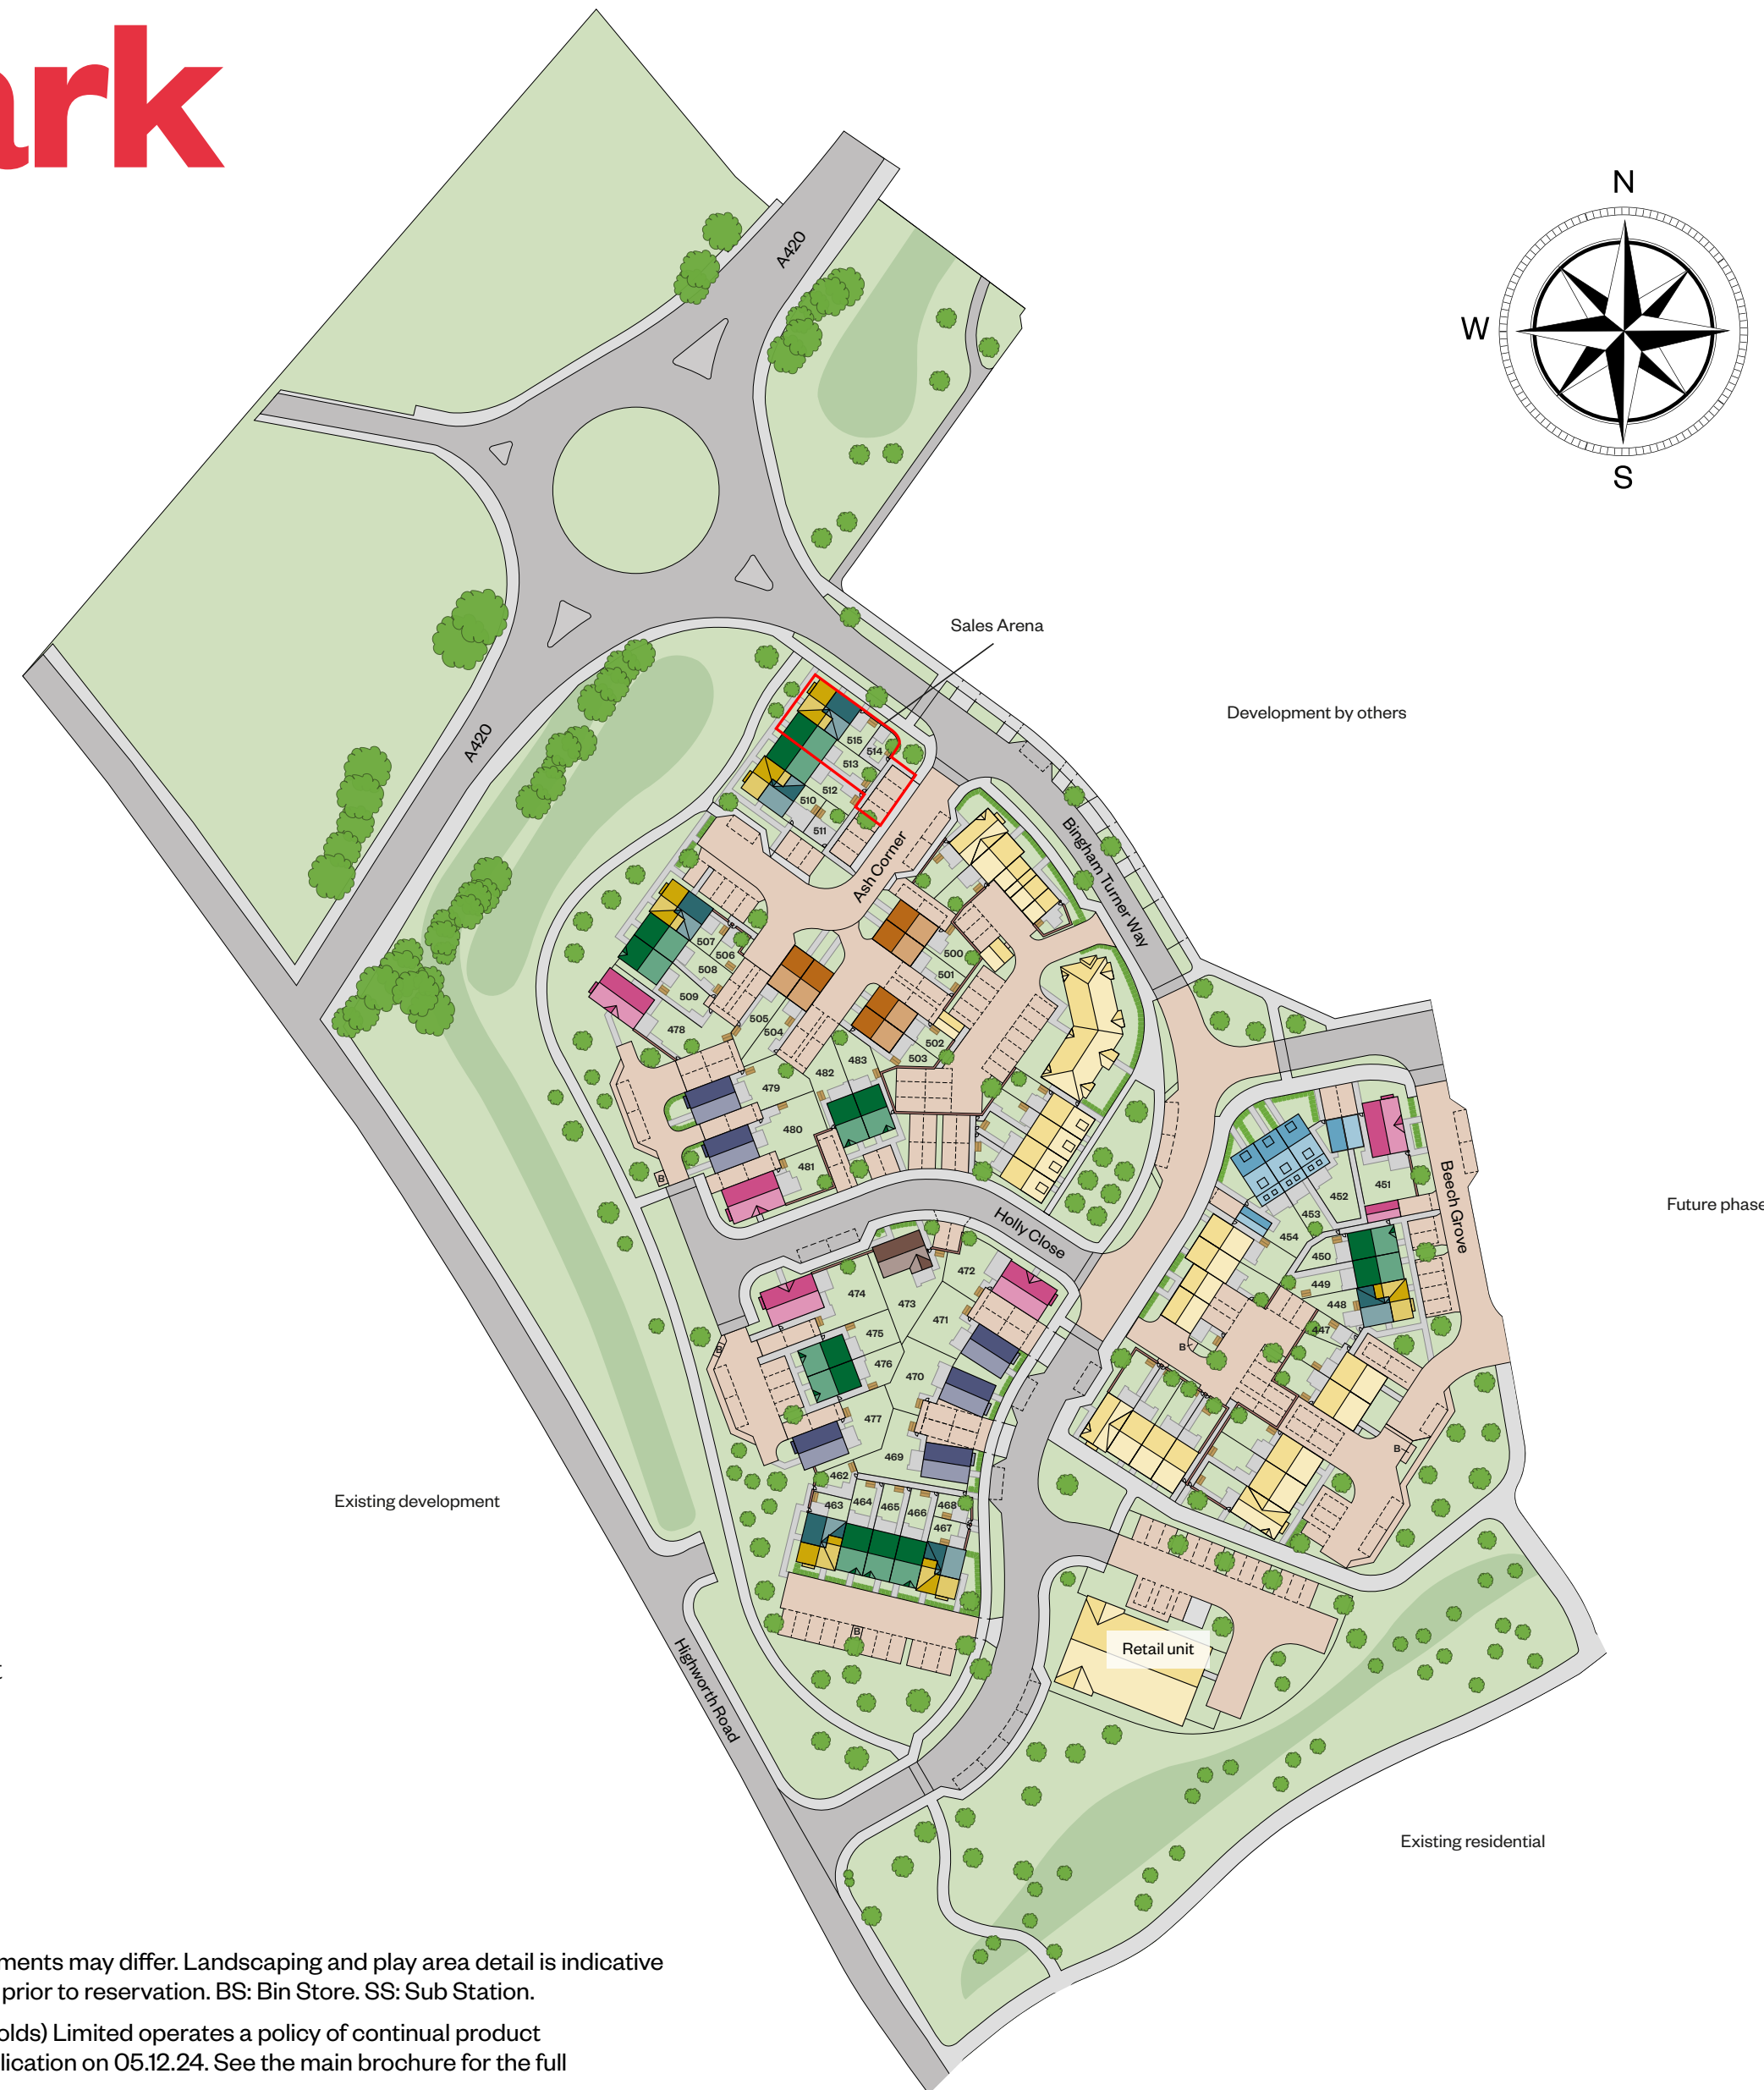 ark
N
W
S
A420
Sales Arena
Development by others
A420
515
514
513
512
510
511
Ash Corner
Bingham Turner Way
507
506
508
509
500
501
478
505
504
502
503
483
482
479
480
481
B
Holly Close
452
451
453
454
450
449
448
447
Beech Grove
Future phase
472
474
473
471
475
476
470
477
469
B
B
B
462
463
464
465
466
468
467
Existing development
B
Retail unit
Highworth Road
Existing residential
ments may differ. Landscaping and play area detail is indicative
prior to reservation. BS: Bin Store. SS: Sub Station.
olds) Limited operates a policy of continual product
lication on 05.12.24. See the main brochure for the full